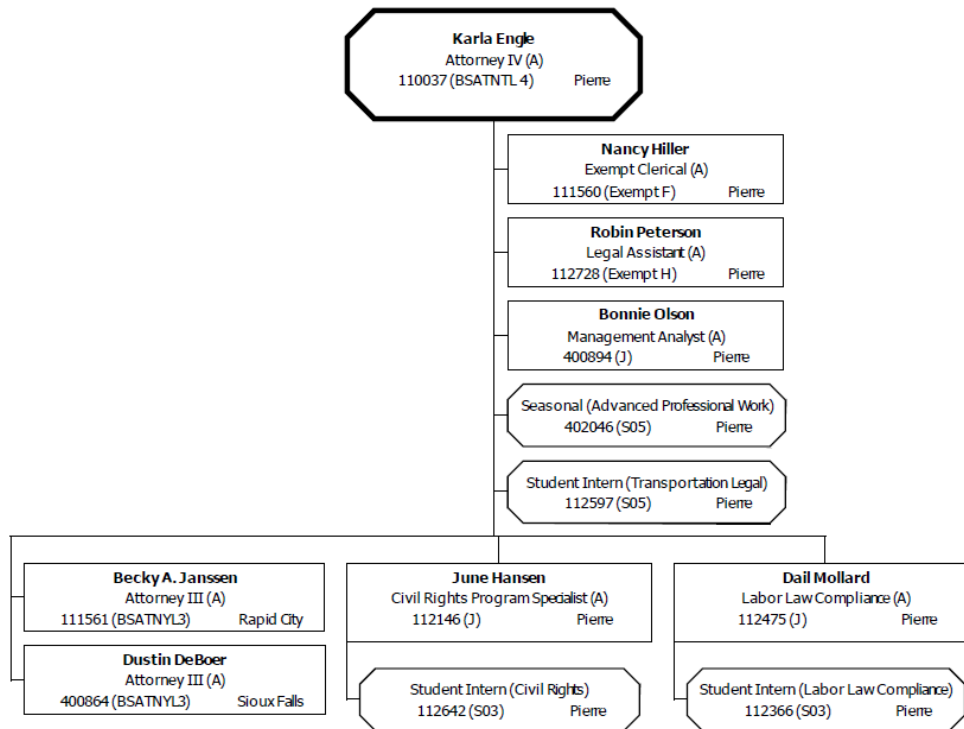 Karla Engle
Attorney IV (A)
110037 (BSATNTL 4) Pierre
Nancy Hiller
Exempt Clerical (A)
111560 (Exempt F) Pierre
Robin Peterson
Legal Assistant (A)
112728 (Exempt H) Pierre
Bonnie Olson
Management Analyst (A)
400894 (J) Pierre
Seasonal (Advanced Professional Work)
402046 (S05) Pierre
Student Intern (Transportation Legal)
112597 (S05) Pierre
Becky A. Janssen
Attorney III (A)
111561 (BSATNYL3) Rapid City
Dustin DeBoer
Attorney III (A)
400864 (BSATNYL3) Sioux Falls
June Hansen
Civil Rights Program Specialist (A)
112146 (J) Pierre
Student Intern (Civil Rights)
112642 (S03) Pierre
Dail Mollard
Labor Law Compliance (A)
112475 (J) Pierre
Student Intern (Labor Law Compliance)
112366 (S03) Pierre